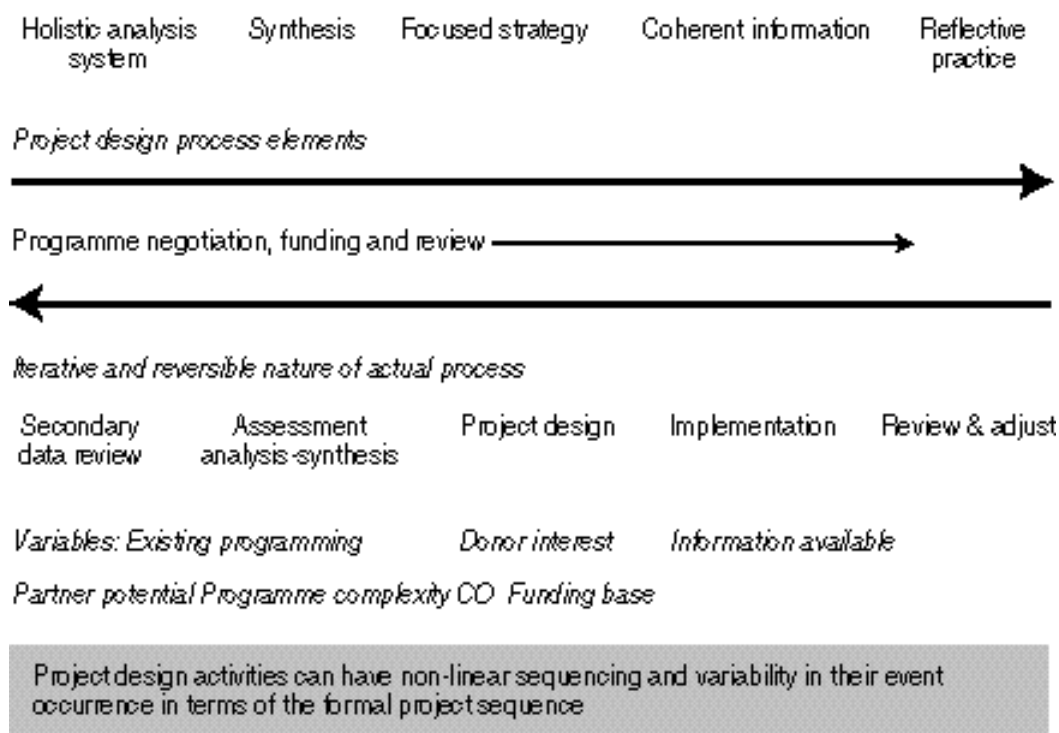 Holistic analysis system
Synthesis
Focused strategy
Coherent information
Reflective practice
Project design process elements
Programme negotiation, funding and review
Iterative and reversible nature of actual process
Secondary data review
Assessment analysis-synthesis
Project design
Implementation
Review & adjust
Variables: Existing programming
Donor interest
Information available
Partner potential Programme complexity CO Funding base
Project design activities can have non-linear sequencing and variability in their event
occurrence in terms of the formal project sequence